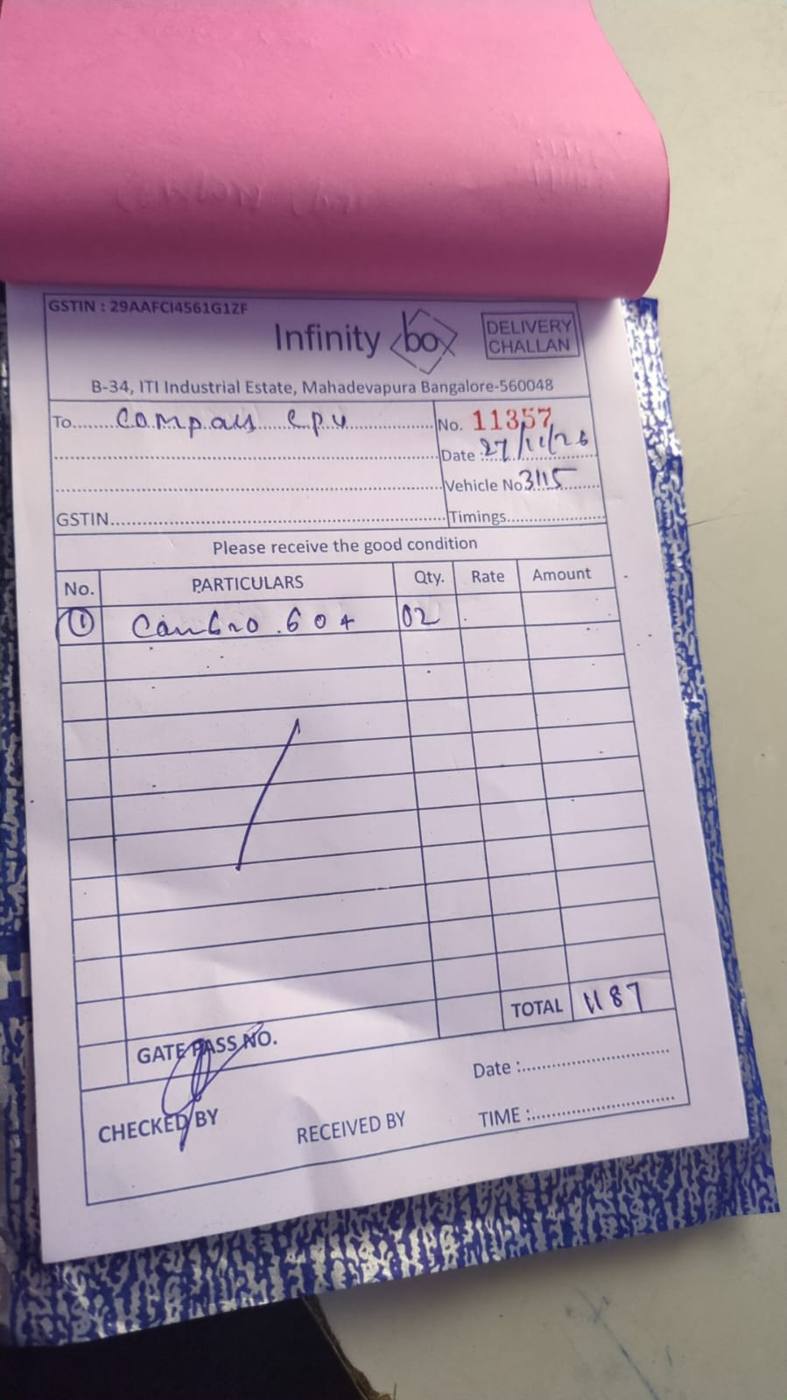 GSTIN : 29AAFCI4561G1ZF
Infinity box
DELIVERY
CHALLAN
B-34, ITI Industrial Estate, Mahadevapura Bangalore-560048
To Compass
No. 11357
Date : 27/11/
Vehicle No 3115
GSTIN
Timings
Please receive the good condition
No. PARTICULARS Qty. Rate Amount
① Cambro 60 + 02
TOTAL 1187
GATE PASS NO.
Date :
CHECKED BY RECEIVED BY TIME :